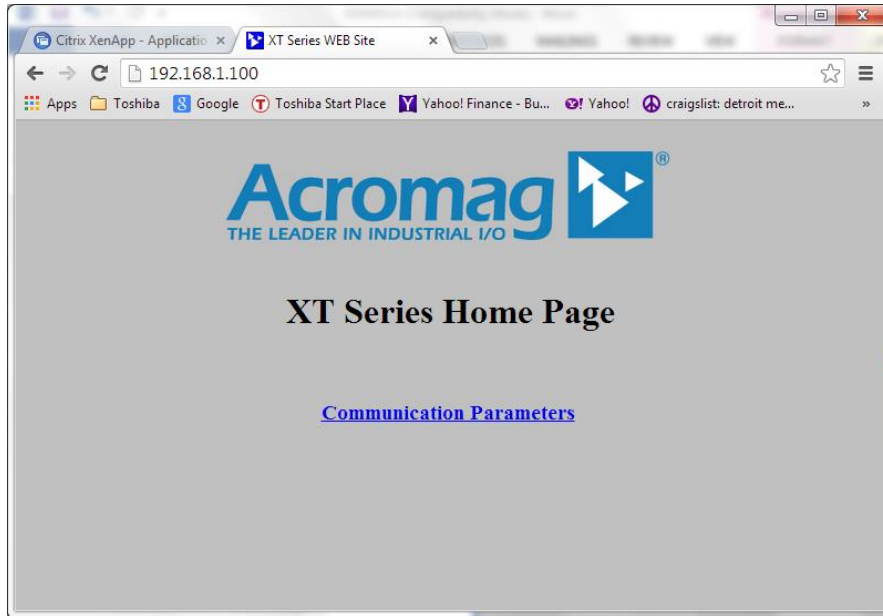 Citrix XenApp - Applicatio
XT Series WEB Site
192.168.1.100
Apps
Toshiba
Google
Toshiba Start Place
Yahoo! Finance - Bu...
Yahoo!
craigslist: detroit me...
»
Acromag®
THE LEADER IN INDUSTRIAL I/O
XT Series Home Page
Communication Parameters